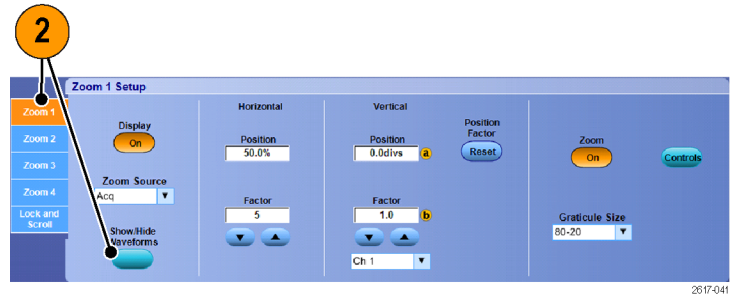 2
Zoom 1 Setup
Zoom 1
Zoom 2
Zoom 3
Zoom 4
Lock and
Scroll
Display
On
Zoom Source
Acq
Show/Hide
Waveforms
Horizontal
Position
50.0%
Factor
5
Vertical
Position
0.0divs
a
Factor
1.0
b
Ch 1
Position
Factor
Reset
Zoom
On
Controls
Graticule Size
80-20
2617-041